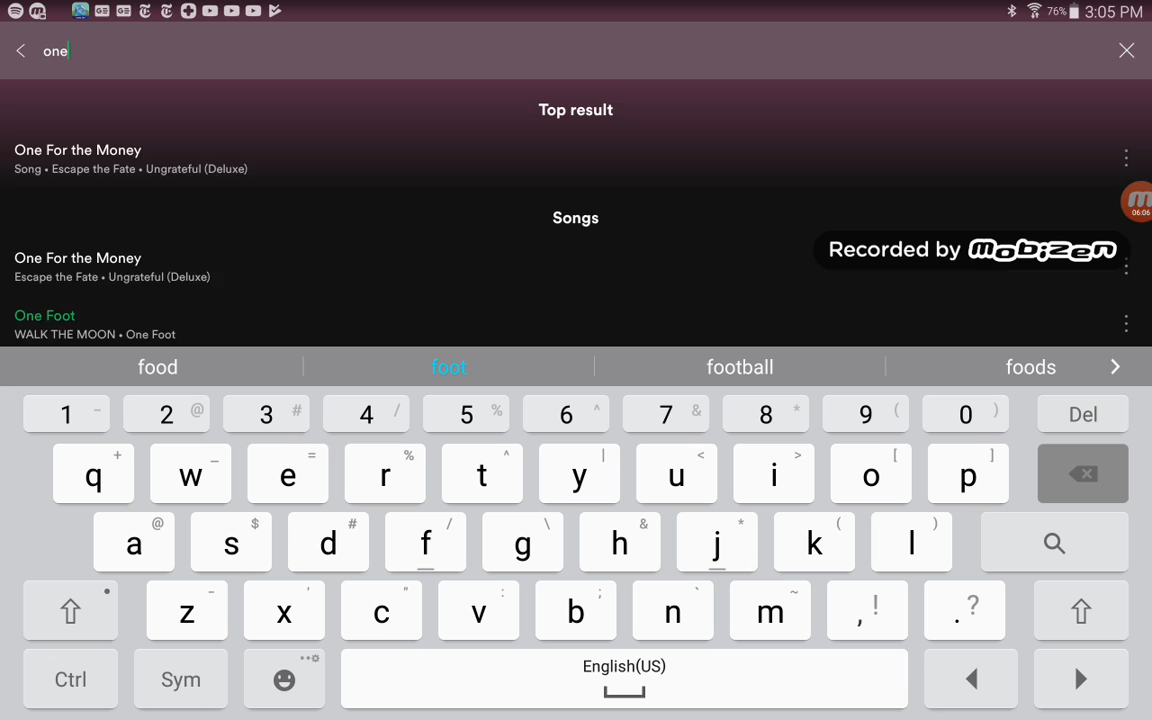 76% 3:05 PM
one
Top result
One For the Money
Song • Escape the Fate • Ungrateful (Deluxe)
06:06
Songs
Recorded by mobizen
One For the Money
Escape the Fate • Ungrateful (Deluxe)
One Foot
WALK THE MOON • One Foot
food foot football foods
1 - 2 @ 3 # 4 / 5 % 6 ^ 7 & 8 * 9 ( 0 ) Del
q + w _ e = r % t ^ y | u < i > o [ p ]
a @ s $ d # f / g \ h & j * k ( l )
z - x ' c " v : b ; n ` m ~ , ! . ?
Ctrl Sym English(US)